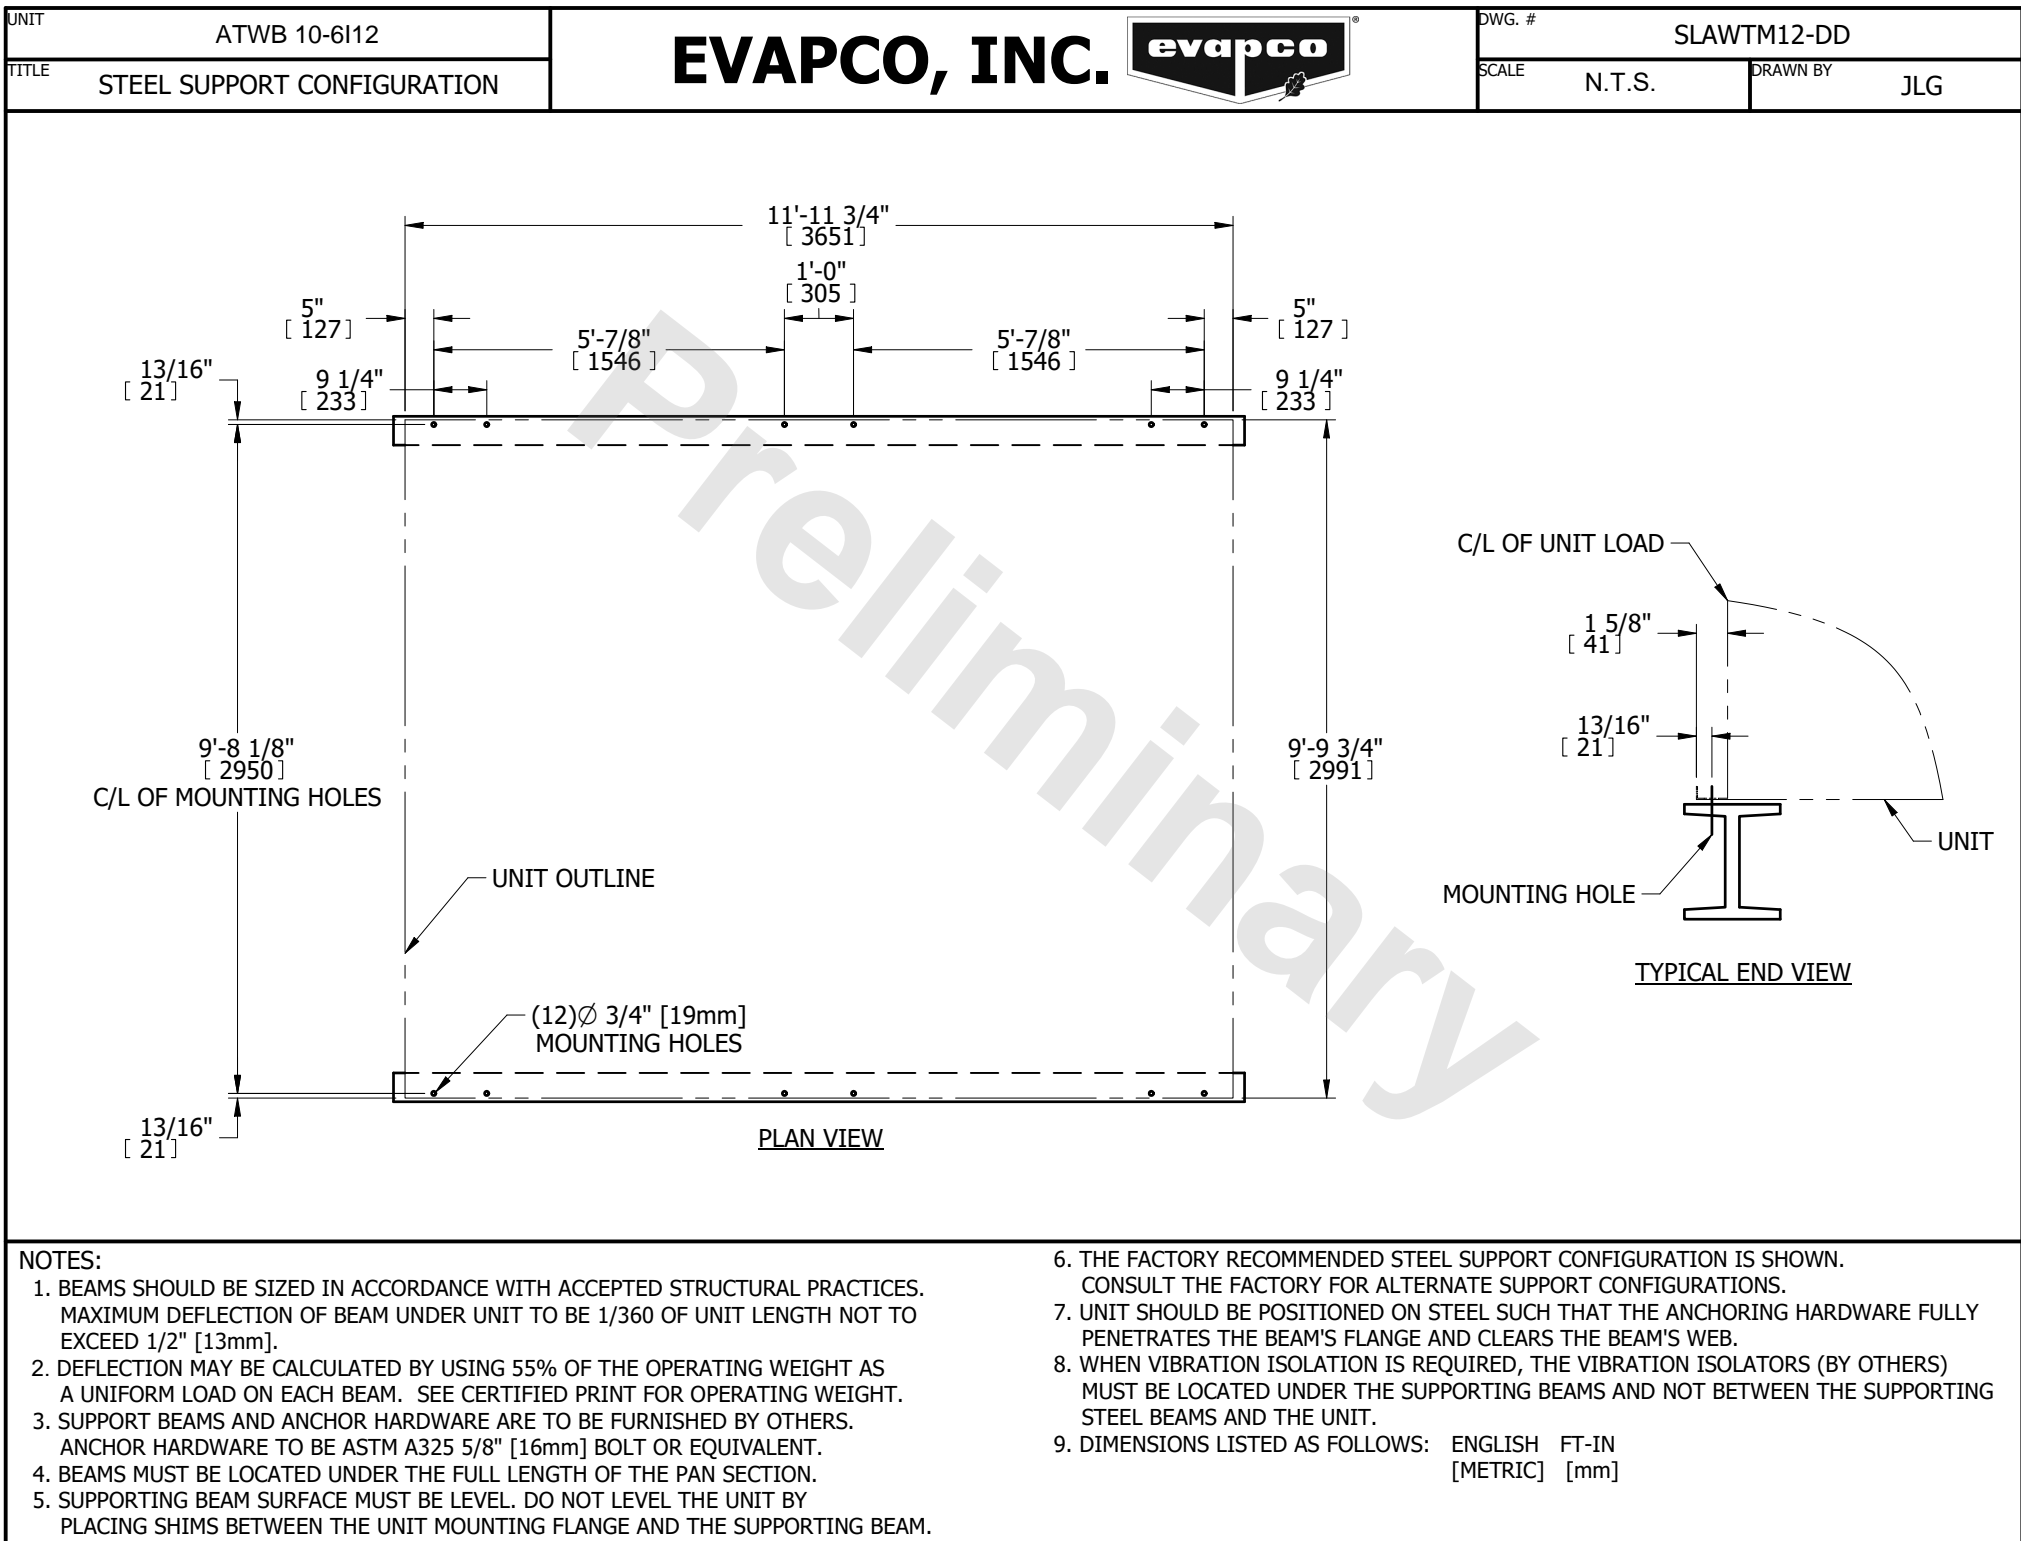 UNIT
ATWB 10-6I12
TITLE
STEEL SUPPORT CONFIGURATION
EVAPCO, INC.
evapco
®
DWG. #
SLAWTM12-DD
SCALE
N.T.S.
DRAWN BY
JLG
11'-11 3/4"
[ 3651 ]
1'-0"
[ 305 ]
5"
[ 127 ]
5"
[ 127 ]
5'-7/8"
[ 1546 ]
5'-7/8"
[ 1546 ]
13/16"
[ 21 ]
9 1/4"
[ 233 ]
9 1/4"
[ 233 ]
Preliminary
C/L OF UNIT LOAD
1 5/8"
[ 41 ]
13/16"
[ 21 ]
9'-8 1/8"
[ 2950 ]
C/L OF MOUNTING HOLES
9'-9 3/4"
[ 2991 ]
UNIT
UNIT OUTLINE
MOUNTING HOLE
TYPICAL END VIEW
(12)Ø 3/4" [19mm]
MOUNTING HOLES
13/16"
[ 21 ]
PLAN VIEW
NOTES:
1. BEAMS SHOULD BE SIZED IN ACCORDANCE WITH ACCEPTED STRUCTURAL PRACTICES.
MAXIMUM DEFLECTION OF BEAM UNDER UNIT TO BE 1/360 OF UNIT LENGTH NOT TO
EXCEED 1/2" [13mm].
2. DEFLECTION MAY BE CALCULATED BY USING 55% OF THE OPERATING WEIGHT AS
A UNIFORM LOAD ON EACH BEAM. SEE CERTIFIED PRINT FOR OPERATING WEIGHT.
3. SUPPORT BEAMS AND ANCHOR HARDWARE ARE TO BE FURNISHED BY OTHERS.
ANCHOR HARDWARE TO BE ASTM A325 5/8" [16mm] BOLT OR EQUIVALENT.
4. BEAMS MUST BE LOCATED UNDER THE FULL LENGTH OF THE PAN SECTION.
5. SUPPORTING BEAM SURFACE MUST BE LEVEL. DO NOT LEVEL THE UNIT BY
PLACING SHIMS BETWEEN THE UNIT MOUNTING FLANGE AND THE SUPPORTING BEAM.
6. THE FACTORY RECOMMENDED STEEL SUPPORT CONFIGURATION IS SHOWN.
CONSULT THE FACTORY FOR ALTERNATE SUPPORT CONFIGURATIONS.
7. UNIT SHOULD BE POSITIONED ON STEEL SUCH THAT THE ANCHORING HARDWARE FULLY
PENETRATES THE BEAM'S FLANGE AND CLEARS THE BEAM'S WEB.
8. WHEN VIBRATION ISOLATION IS REQUIRED, THE VIBRATION ISOLATORS (BY OTHERS)
MUST BE LOCATED UNDER THE SUPPORTING BEAMS AND NOT BETWEEN THE SUPPORTING
STEEL BEAMS AND THE UNIT.
9. DIMENSIONS LISTED AS FOLLOWS: ENGLISH FT-IN
[METRIC] [mm]